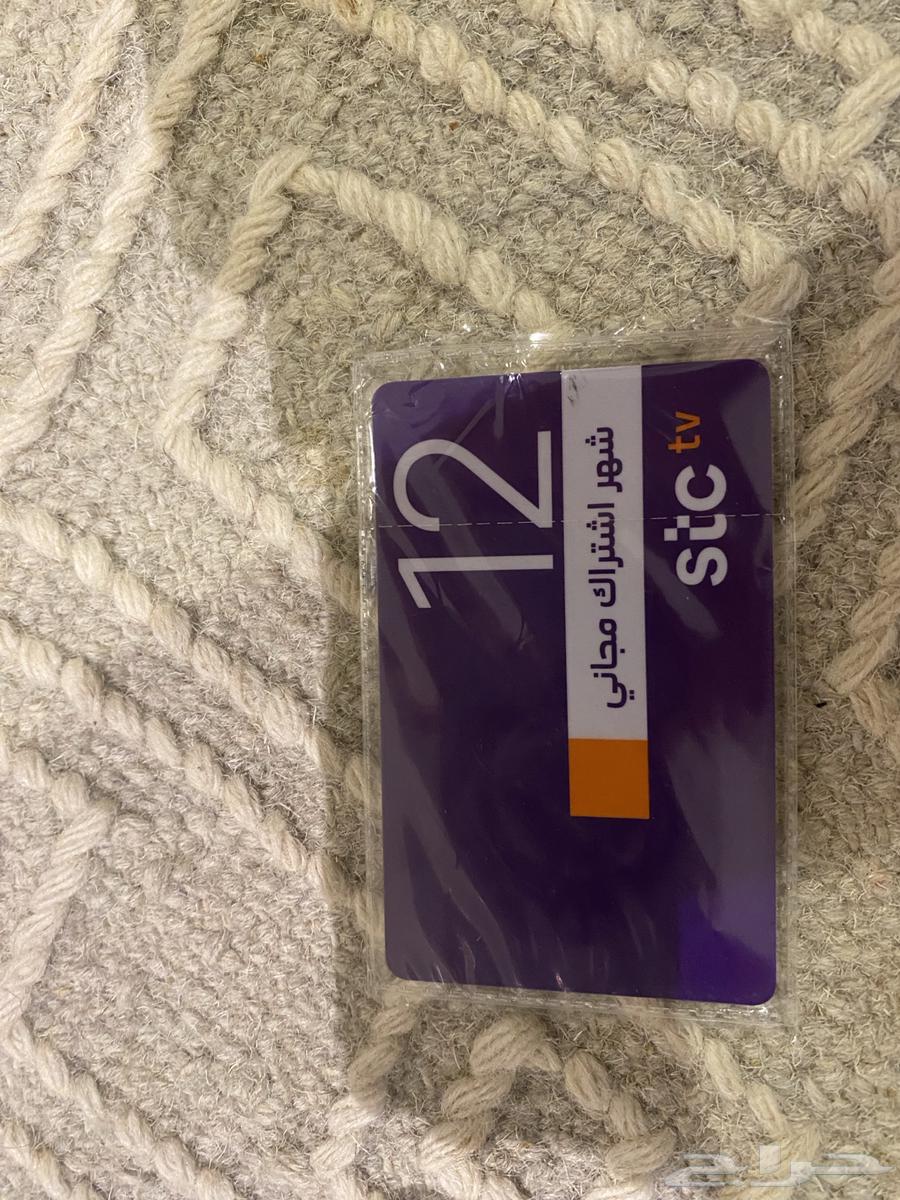 stc tv
شهر اشتراك مجاني
12
حراج